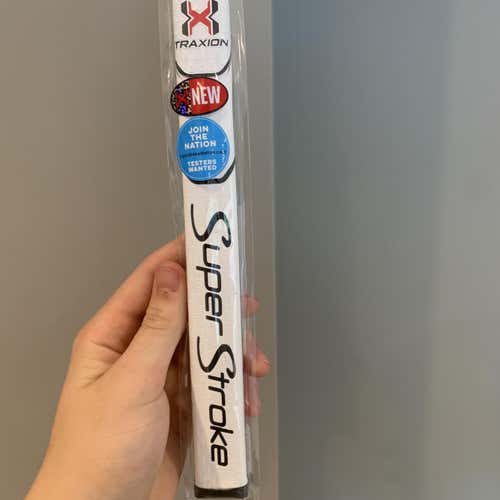 TRAXION
NEW
JOIN
THE
NATION
TESTERS
WANTED
Super Stroke